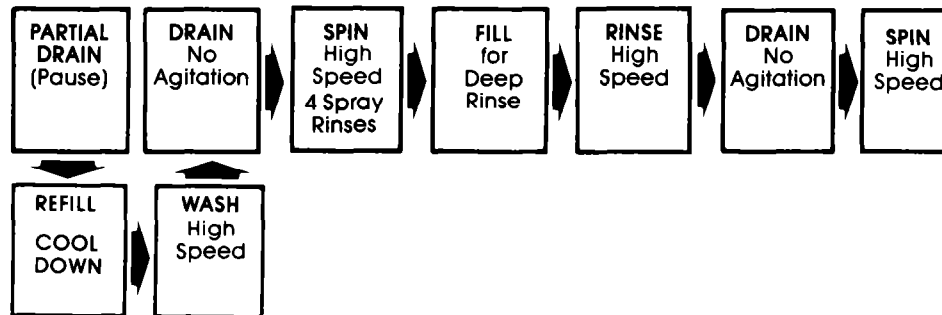 PARTIAL
DRAIN
(Pause)
DRAIN
No
Agitation
SPIN
High
Speed
4 Spray
Rinses
FILL
for
Deep
Rinse
RINSE
High
Speed
DRAIN
No
Agitation
SPIN
High
Speed
REFILL
COOL
DOWN
WASH
High
Speed